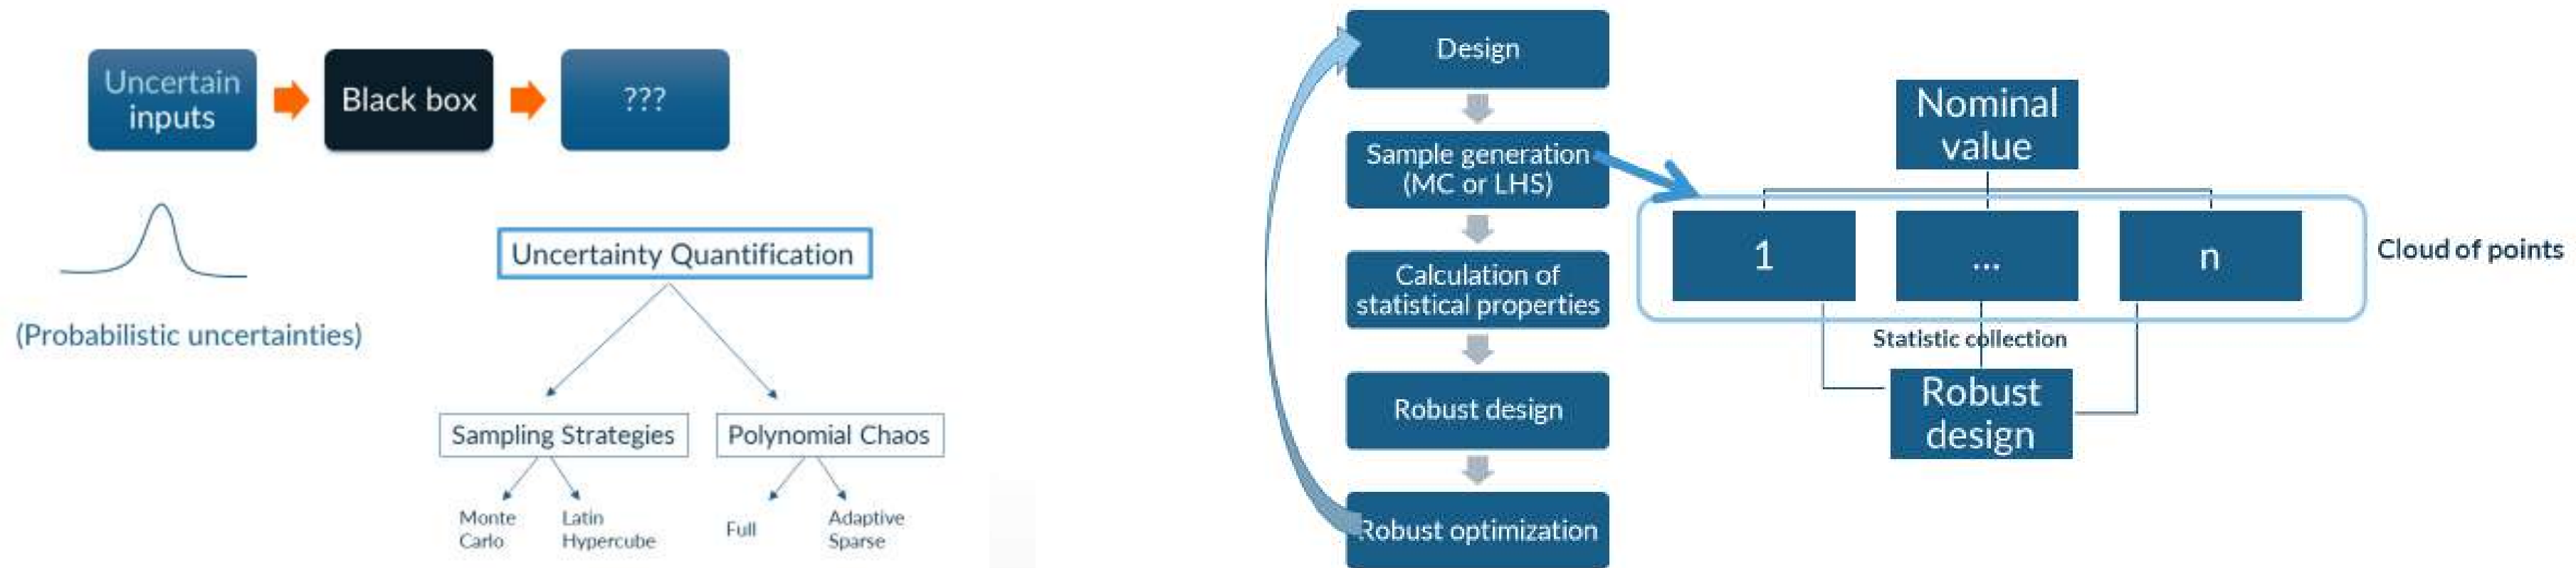 Uncertain
inputs
Black box
???
(Probabilistic uncertainties)
Uncertainty Quantification
Sampling Strategies
Polynomial Chaos
Monte
Carlo
Latin
Hypercube
Full
Adaptive
Sparse
Design
Sample generation
(MC or LHS)
Calculation of
statistical properties
Robust design
Robust optimization
Nominal
value
1
...
n
Cloud of points
Statistic collection
Robust
design